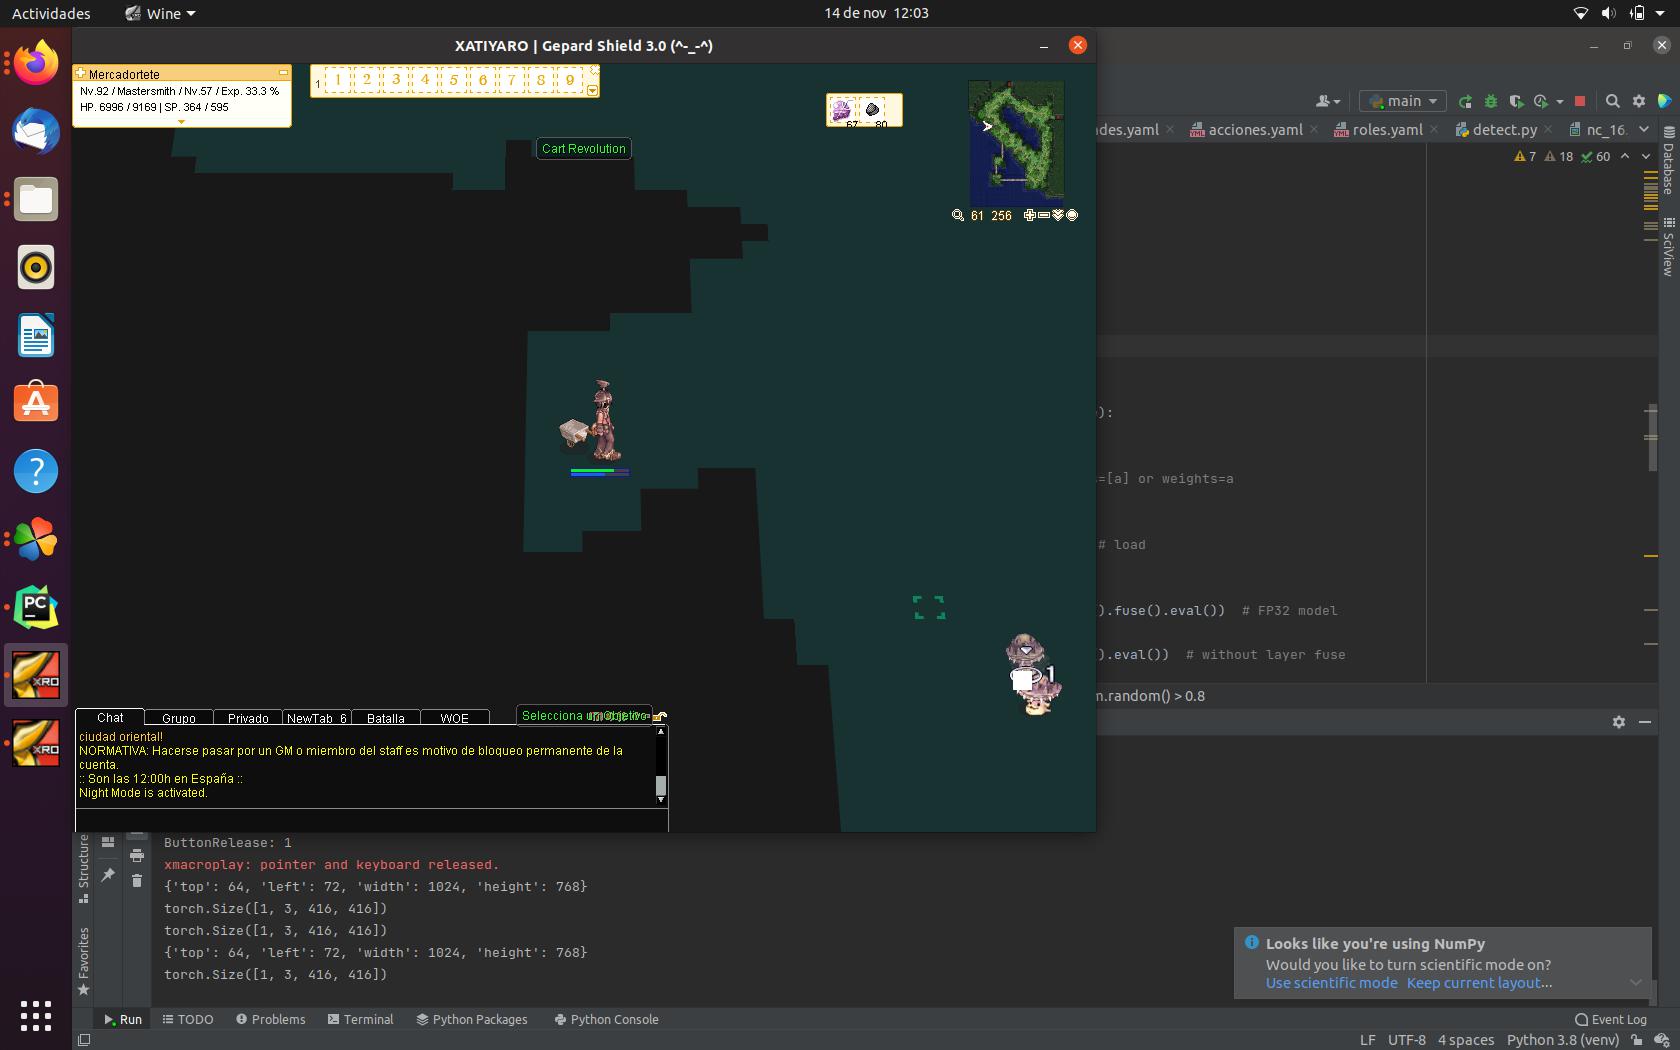 Actividades
Wine
14 de nov 12:03
XATIYARO | Gepard Shield 3.0 (^-_-^)
Mercadortete
Nv.92 / Mastersmith / Nv.57 / Exp. 33.3 %
HP. 6996 / 9169 | SP. 364 / 595
1 1 2 3 4 5 6 7 8 9
67 80
Cart Revolution
61 256
main
des.yaml
acciones.yaml
roles.yaml
detect.py
nc_16.
7 18 60
Database
SciView
):
=[a] or weights=a
# load
).fuse().eval()) # FP32 model
).eval()) # without layer fuse
m.random() > 0.8
1
Chat
Grupo
Privado
NewTab 6
Batalla
WOE
Selecciona un objetivo
ciudad oriental!
NORMATIVA: Hacerse pasar por un GM o miembro del staff es motivo de bloqueo permanente de la
cuenta.
:: Son las 12:00h en España ::
Night Mode is activated.
PC
XRO
XRO
Structure
Favorites
ButtonRelease: 1
xmacroplay: pointer and keyboard released.
{'top': 64, 'left': 72, 'width': 1024, 'height': 768}
torch.Size([1, 3, 416, 416])
torch.Size([1, 3, 416, 416])
{'top': 64, 'left': 72, 'width': 1024, 'height': 768}
torch.Size([1, 3, 416, 416])
Looks like you're using NumPy
Would you like to turn scientific mode on?
Use scientific mode Keep current layout...
Run
TODO
Problems
Terminal
Python Packages
Python Console
Event Log
LF UTF-8 4 spaces Python 3.8 (venv)